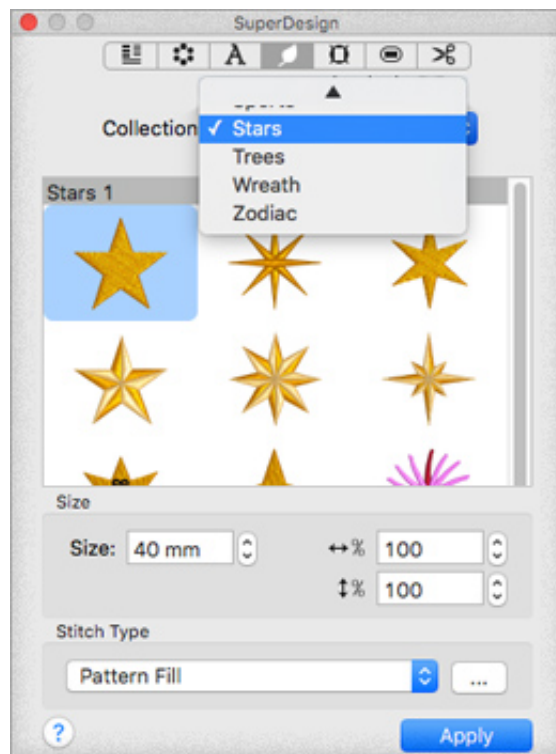 SuperDesign
Collection
✓ Stars
Trees
Wreath
Zodiac
Stars 1
Size
Size: 40 mm ↔% 100
↕% 100
Stitch Type
Pattern Fill ...
? Apply